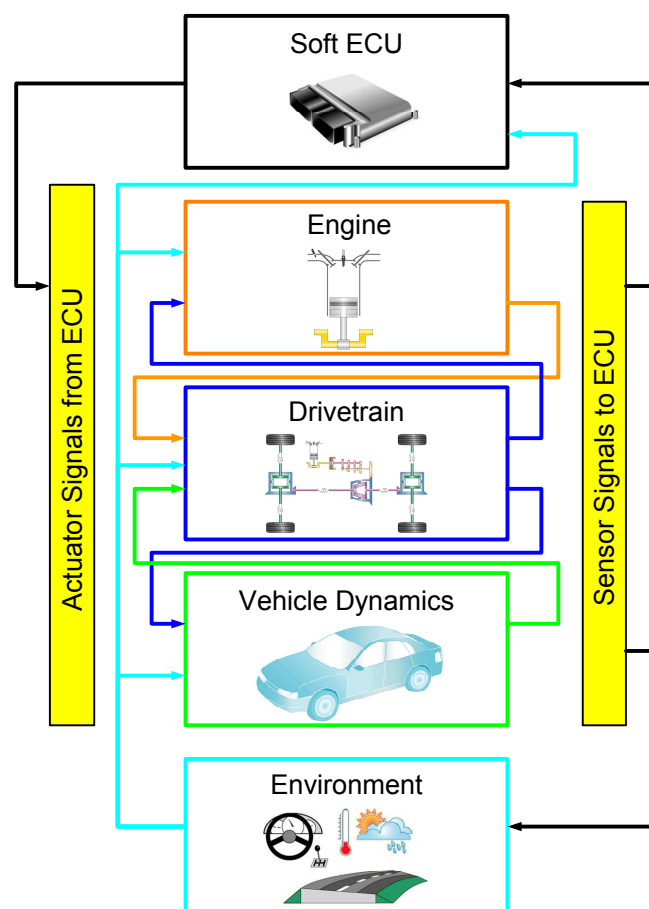 Soft ECU
Actuator Signals from ECU
Engine
Drivetrain
Vehicle Dynamics
Environment
Sensor Signals to ECU